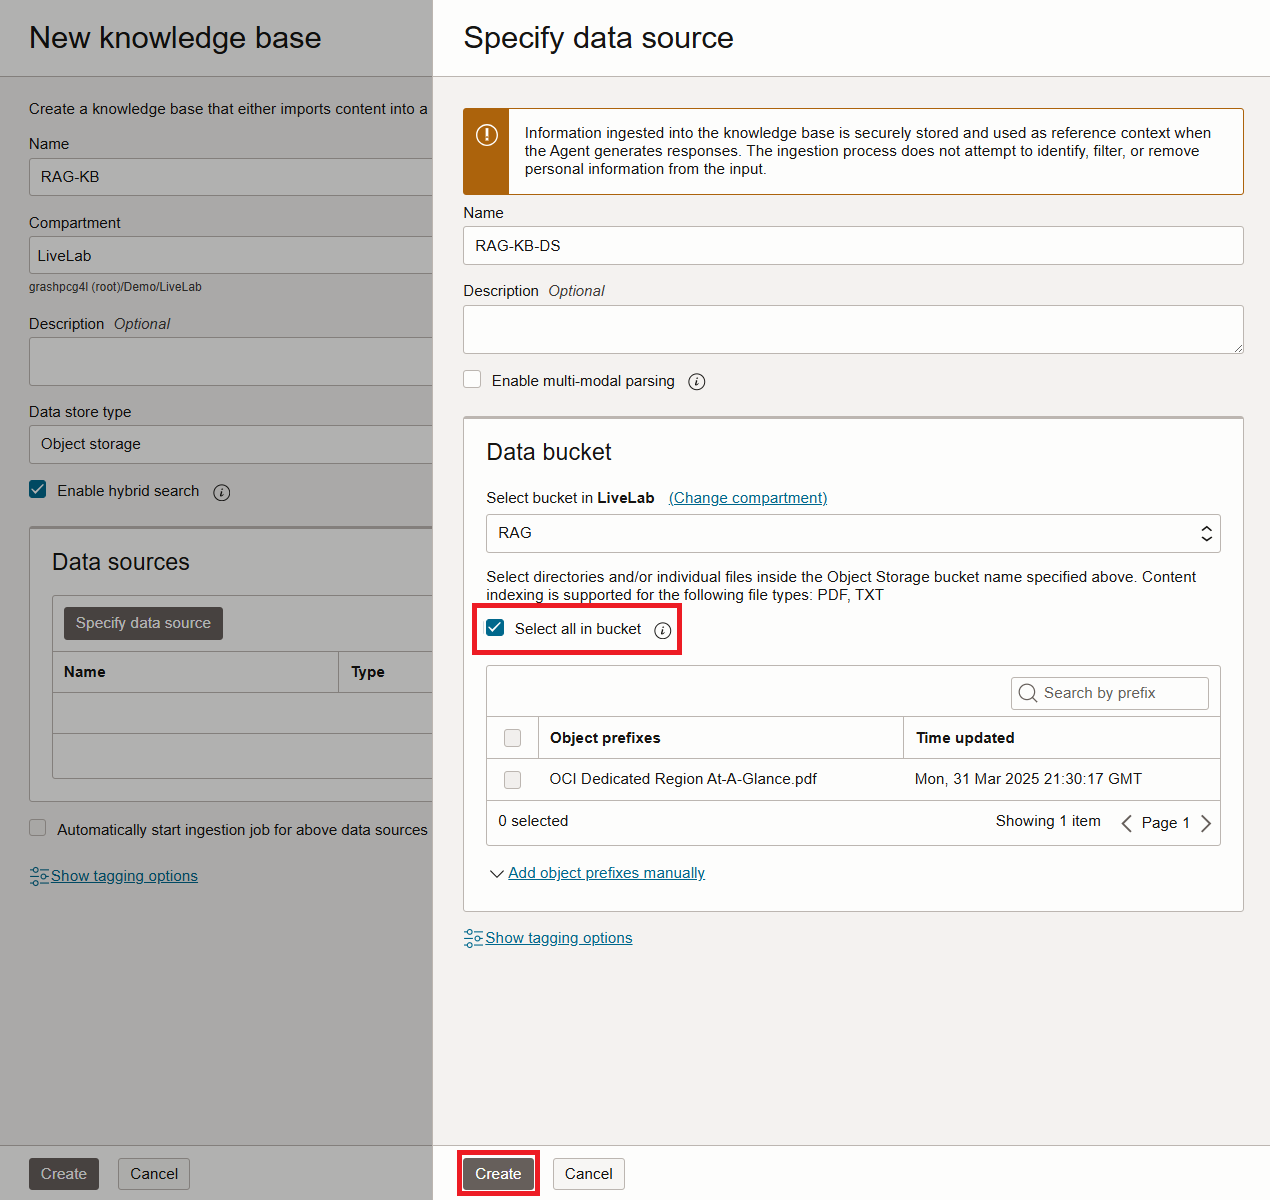 New knowledge base
Create a knowledge base that either imports content into a
Name
RAG-KB
Compartment
LiveLab
grashpcg4l (root)/Demo/LiveLab
Description Optional
Data store type
Object storage
Enable hybrid search
Data sources
Specify data source
Name Type
Automatically start ingestion job for above data sources
Show tagging options
Create Cancel
Specify data source
Information ingested into the knowledge base is securely stored and used as reference context when
the Agent generates responses. The ingestion process does not attempt to identify, filter, or remove
personal information from the input.
Name
RAG-KB-DS
Description Optional
Enable multi-modal parsing
Data bucket
Select bucket in LiveLab (Change compartment)
RAG
Select directories and/or individual files inside the Object Storage bucket name specified above. Content
indexing is supported for the following file types: PDF, TXT
Select all in bucket
Search by prefix
Object prefixes Time updated
OCI Dedicated Region At-A-Glance.pdf Mon, 31 Mar 2025 21:30:17 GMT
0 selected Showing 1 item Page 1
Add object prefixes manually
Show tagging options
Create Cancel